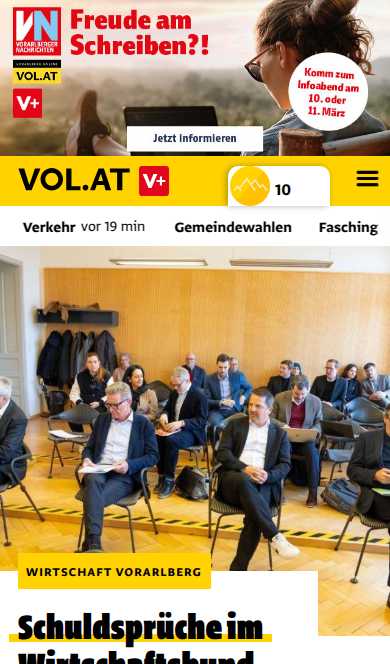 VN
VORARLBERGER
NACHRICHTEN
Freude am
Schreiben?!
VORARLBERG ONLINE
VOL.AT
V+
Komm zum
Infoabend am
10. oder
11. März
Jetzt informieren
VOL.AT V+
10
Verkehr vor 19 min Gemeindewahlen Fasching
WIRTSCHAFT VORARLBERG
Schuldsprüche im
Wirtschaftsbund